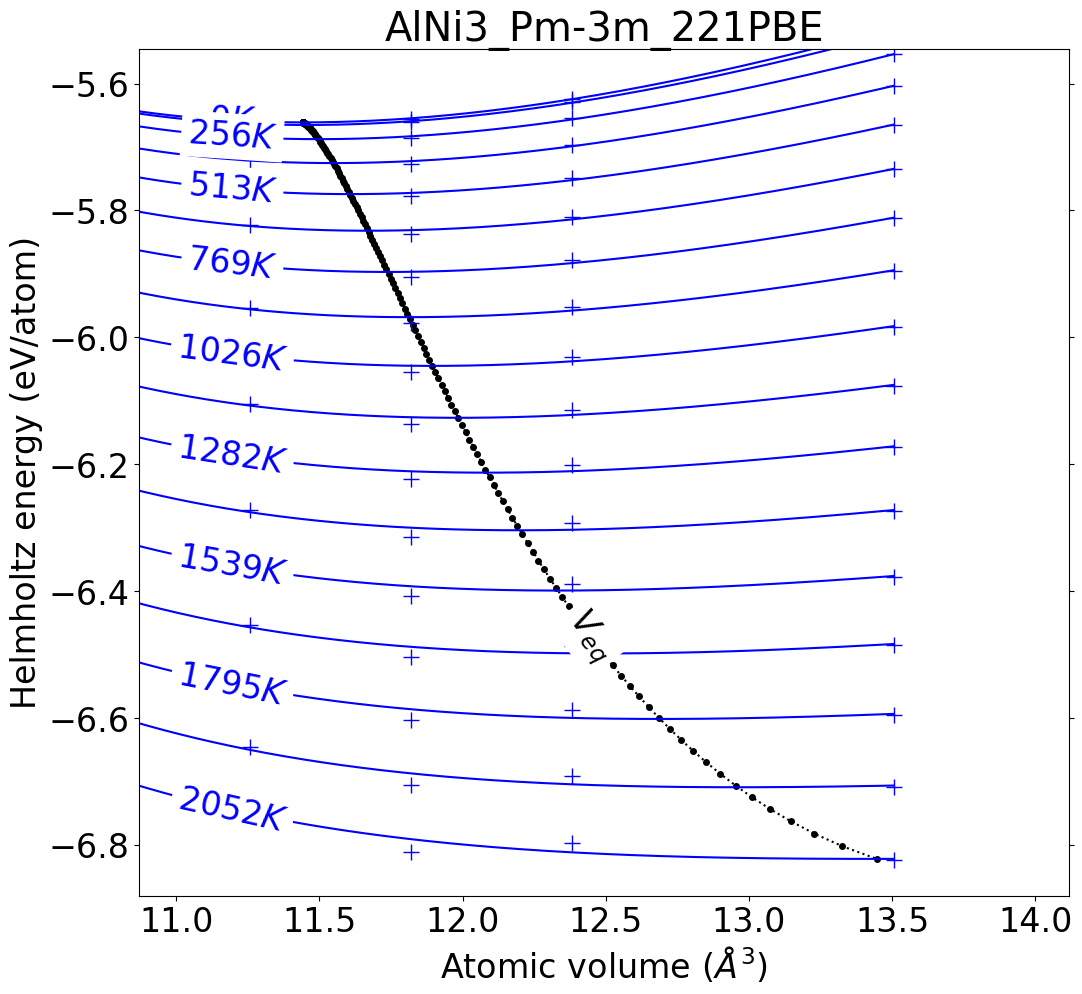 AlNi3_Pm-3m_221PBE
Helmholtz energy (eV/atom)
−5.6
−5.8
−6.0
−6.2
−6.4
−6.6
−6.8
0K
256K
513K
769K
1026K
1282K
1539K
1795K
2052K
V_eq
11.0 11.5 12.0 12.5 13.0 13.5 14.0
Atomic volume (Å³)